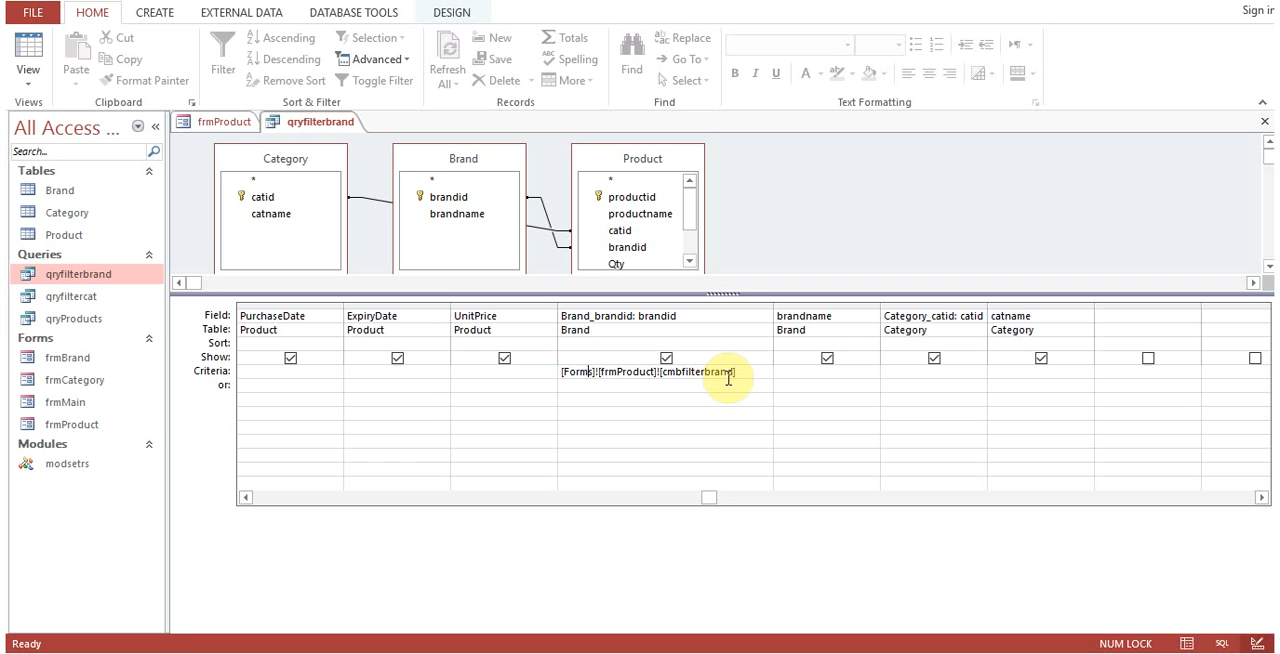 FILE HOME CREATE EXTERNAL DATA DATABASE TOOLS DESIGN Sign in
View
Views
Paste
Cut
Copy
Format Painter
Clipboard
Filter
Ascending
Descending
Remove Sort
Selection
Advanced
Toggle Filter
Sort & Filter
Refresh
All
New
Save
Delete
Totals
Spelling
More
Records
Find
Replace
Go To
Select
Find
B I U A
Text Formatting
All Access ...
Search...
Tables
Brand
Category
Product
Queries
qryfilterbrand
qryfiltercat
qryProducts
Forms
frmBrand
frmCategory
frmMain
frmProduct
Modules
modsetrs
frmProduct qryfilterbrand
Category
*
catid
catname
Brand
*
brandid
brandname
Product
*
productid
productname
catid
brandid
Qty
Field: PurchaseDate ExpiryDate UnitPrice Brand_brandid: brandid brandname Category_catid: catid catname
Table: Product Product Product Brand Brand Category Category
Sort:
Show:
Criteria: [Forms]![frmProduct]![cmbfilterbrand]
or:
Ready NUM LOCK SQL